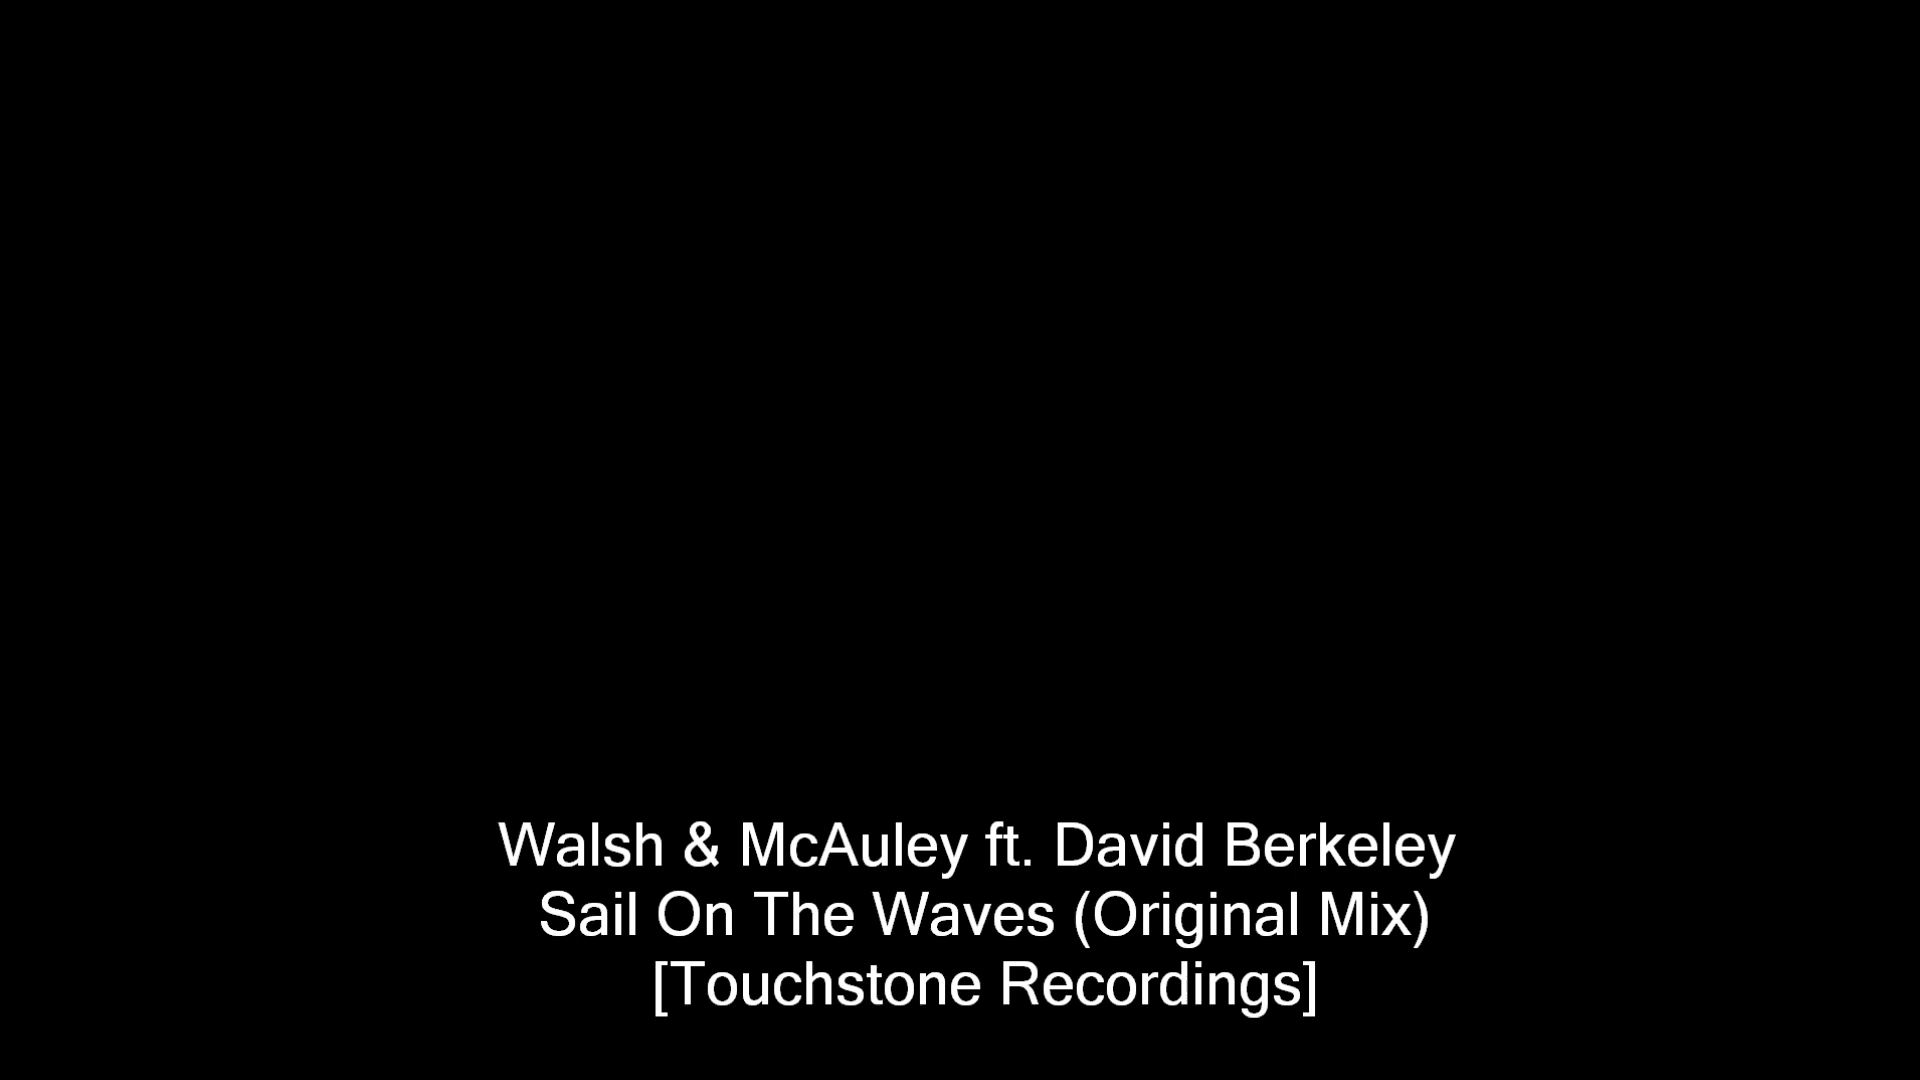 Walsh & McAuley ft. David Berkeley
Sail On The Waves (Original Mix)
[Touchstone Recordings]